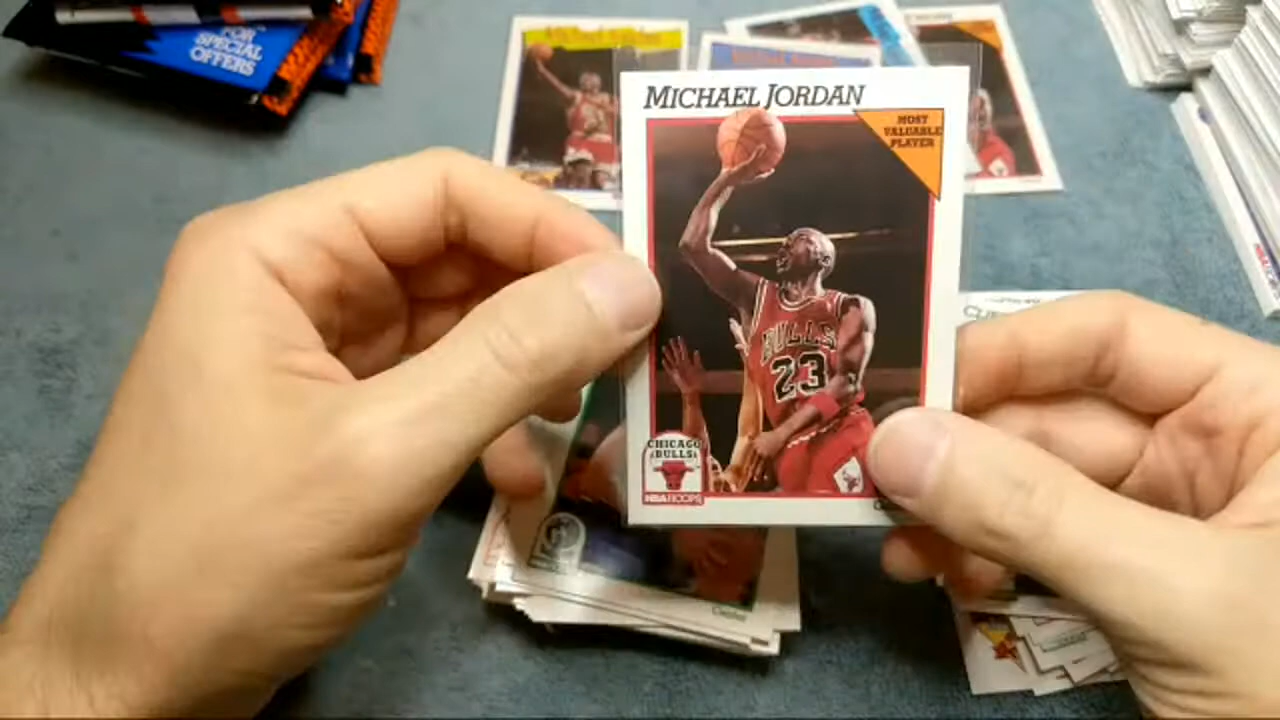 FOR
SPECIAL
OFFERS
MICHAEL JORDAN
MOST
VALUABLE
PLAYER
BULLS
23
CHICAGO
BULLS
NBA HOOPS